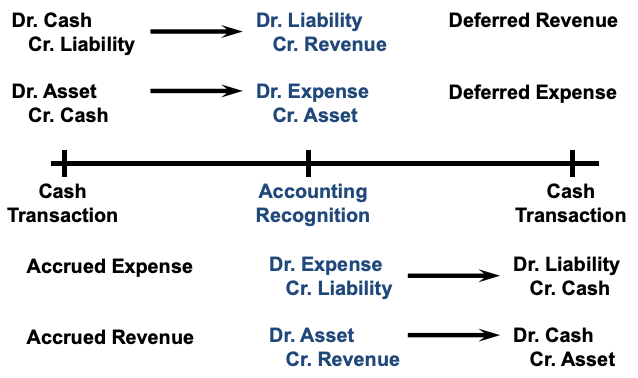 Dr. Cash
Cr. Liability
Dr. Liability
Cr. Revenue
Deferred Revenue
Dr. Asset
Cr. Cash
Dr. Expense
Cr. Asset
Deferred Expense
Cash
Transaction
Accounting
Recognition
Cash
Transaction
Accrued Expense
Dr. Expense
Cr. Liability
Dr. Liability
Cr. Cash
Accrued Revenue
Dr. Asset
Cr. Revenue
Dr. Cash
Cr. Asset